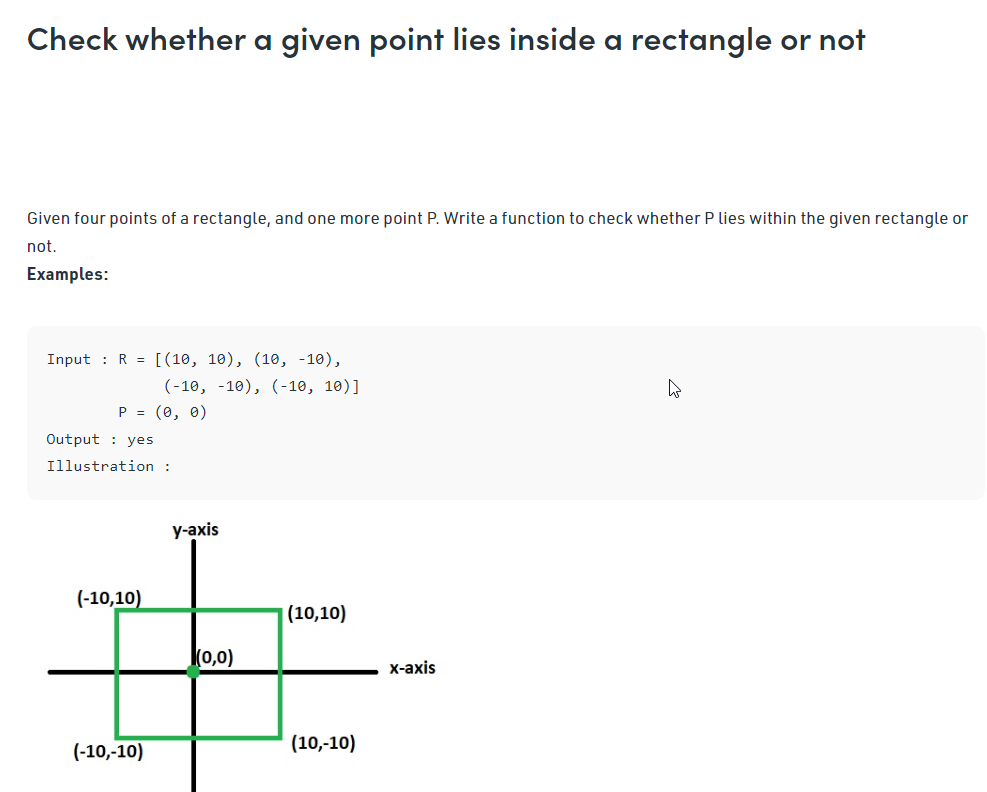 Check whether a given point lies inside a rectangle or not
Given four points of a rectangle, and one more point P. Write a function to check whether P lies within the given rectangle or
not.
Examples:
Input : R = [(10, 10), (10, -10),
(-10, -10), (-10, 10)]
P = (0, 0)
Output : yes
Illustration :
y-axis
(-10,10)
(10,10)
(0,0)
x-axis
(10,-10)
(-10,-10)